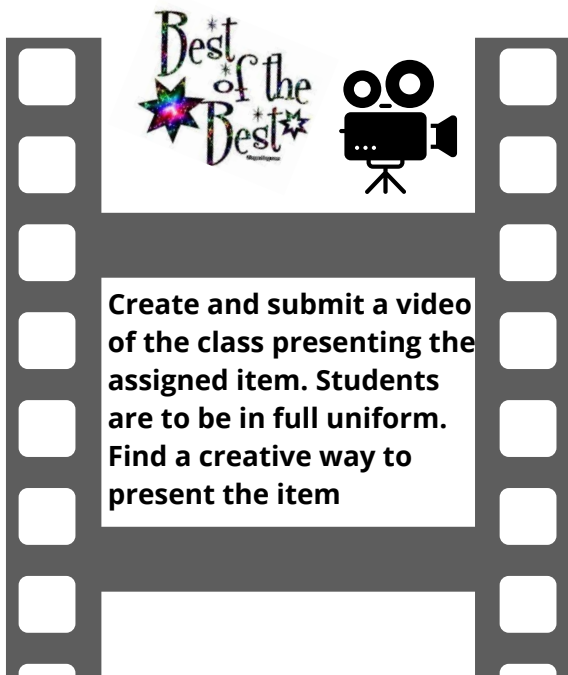 Best
of the
Best
Create and submit a video
of the class presenting the
assigned item. Students
are to be in full uniform.
Find a creative way to
present the item